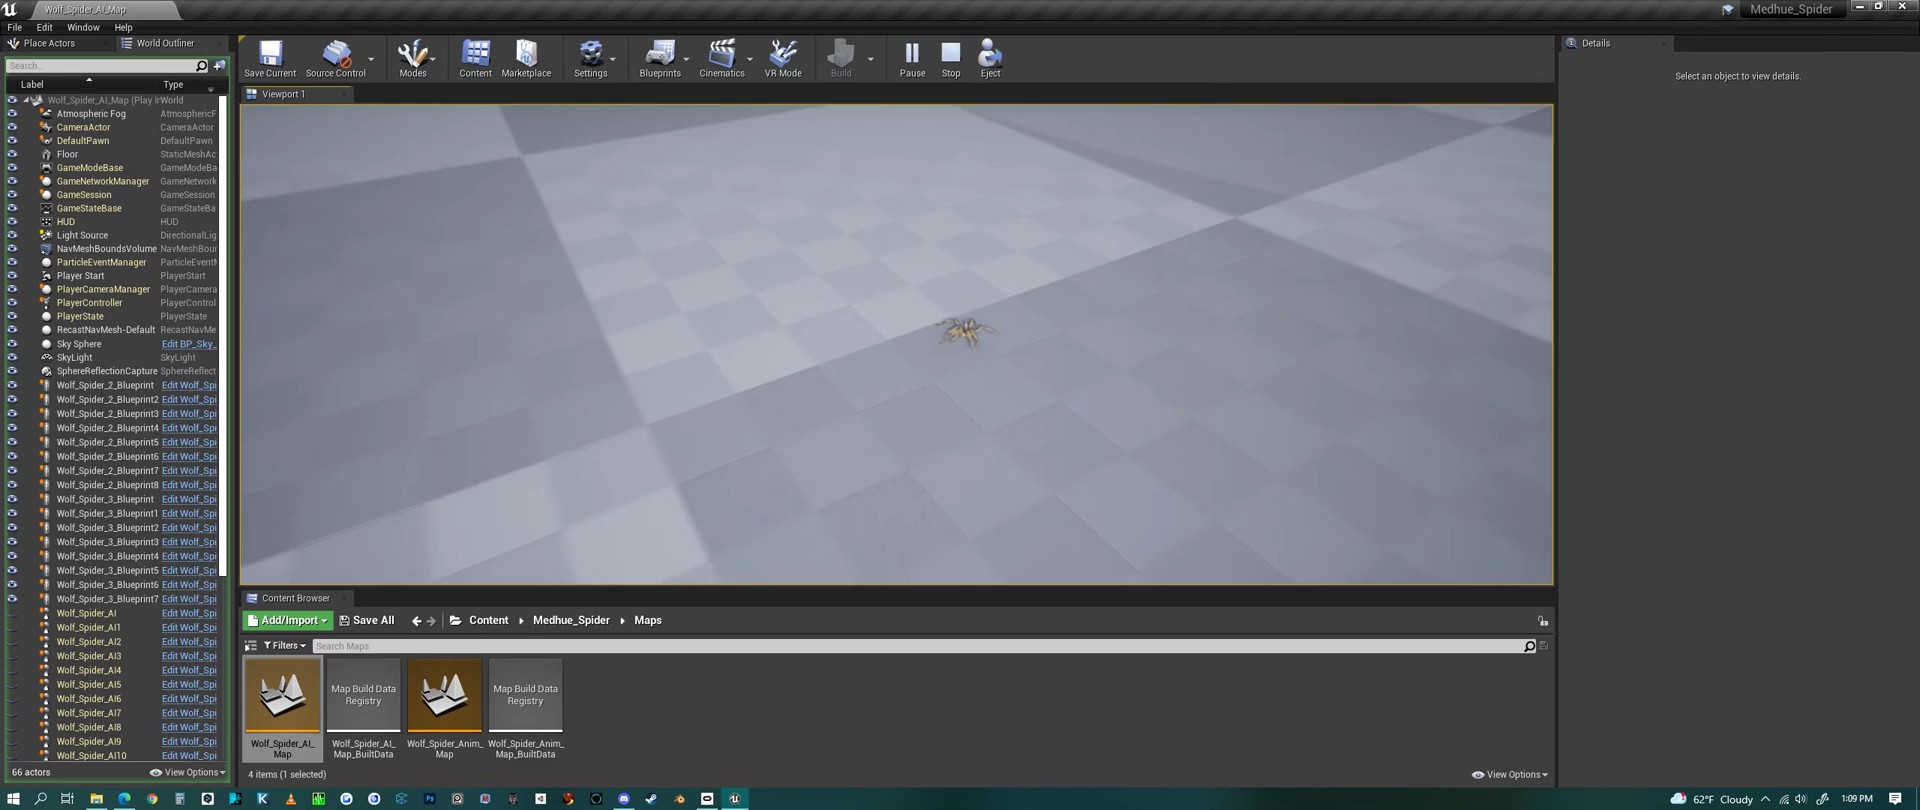 Wolf_Spider_AI_Map
Medhue_Spider
File Edit Window Help
Place Actors World Outliner
Search...
Label Type
Wolf_Spider_AI_Map (Play In World
Atmospheric Fog AtmosphericF
CameraActor CameraActor
DefaultPawn DefaultPawn
Floor StaticMeshAc
GameModeBase GameModeBa
GameNetworkManager GameNetwork
GameSession GameSession
GameStateBase GameStateBa
HUD HUD
Light Source DirectionalLig
NavMeshBoundsVolume NavMeshBoun
ParticleEventManager ParticleEventM
Player Start PlayerStart
PlayerCameraManager PlayerCamera
PlayerController PlayerControl
PlayerState PlayerState
RecastNavMesh-Default RecastNavMe
Sky Sphere Edit BP_Sky_
SkyLight SkyLight
SphereReflectionCapture SphereReflect
Wolf_Spider_2_Blueprint Edit Wolf_Spi
Wolf_Spider_2_Blueprint2 Edit Wolf_Spi
Wolf_Spider_2_Blueprint3 Edit Wolf_Spi
Wolf_Spider_2_Blueprint4 Edit Wolf_Spi
Wolf_Spider_2_Blueprint5 Edit Wolf_Spi
Wolf_Spider_2_Blueprint6 Edit Wolf_Spi
Wolf_Spider_2_Blueprint7 Edit Wolf_Spi
Wolf_Spider_2_Blueprint8 Edit Wolf_Spi
Wolf_Spider_3_Blueprint Edit Wolf_Spi
Wolf_Spider_3_Blueprint1 Edit Wolf_Spi
Wolf_Spider_3_Blueprint2 Edit Wolf_Spi
Wolf_Spider_3_Blueprint3 Edit Wolf_Spi
Wolf_Spider_3_Blueprint4 Edit Wolf_Spi
Wolf_Spider_3_Blueprint5 Edit Wolf_Spi
Wolf_Spider_3_Blueprint6 Edit Wolf_Spi
Wolf_Spider_3_Blueprint7 Edit Wolf_Spi
Wolf_Spider_AI Edit Wolf_Spi
Wolf_Spider_AI1 Edit Wolf_Spi
Wolf_Spider_AI2 Edit Wolf_Spi
Wolf_Spider_AI3 Edit Wolf_Spi
Wolf_Spider_AI4 Edit Wolf_Spi
Wolf_Spider_AI5 Edit Wolf_Spi
Wolf_Spider_AI6 Edit Wolf_Spi
Wolf_Spider_AI7 Edit Wolf_Spi
Wolf_Spider_AI8 Edit Wolf_Spi
Wolf_Spider_AI9 Edit Wolf_Spi
Wolf_Spider_AI10 Edit Wolf_Spi
66 actors View Options
Save Current Source Control Modes Content Marketplace Settings Blueprints Cinematics VR Mode Build Pause Stop Eject
Viewport 1
Content Browser
Add/Import Save All Content Medhue_Spider Maps
Filters Search Maps
Map Build Data
Registry
Map Build Data
Registry
Wolf_Spider_AI_
Map
Wolf_Spider_AI_
Map_BuiltData
Wolf_Spider_Anim_
Map
Wolf_Spider_Anim_
Map_BuiltData
4 items (1 selected) View Options
Details
Select an object to view details.
62°F Cloudy 1:09 PM